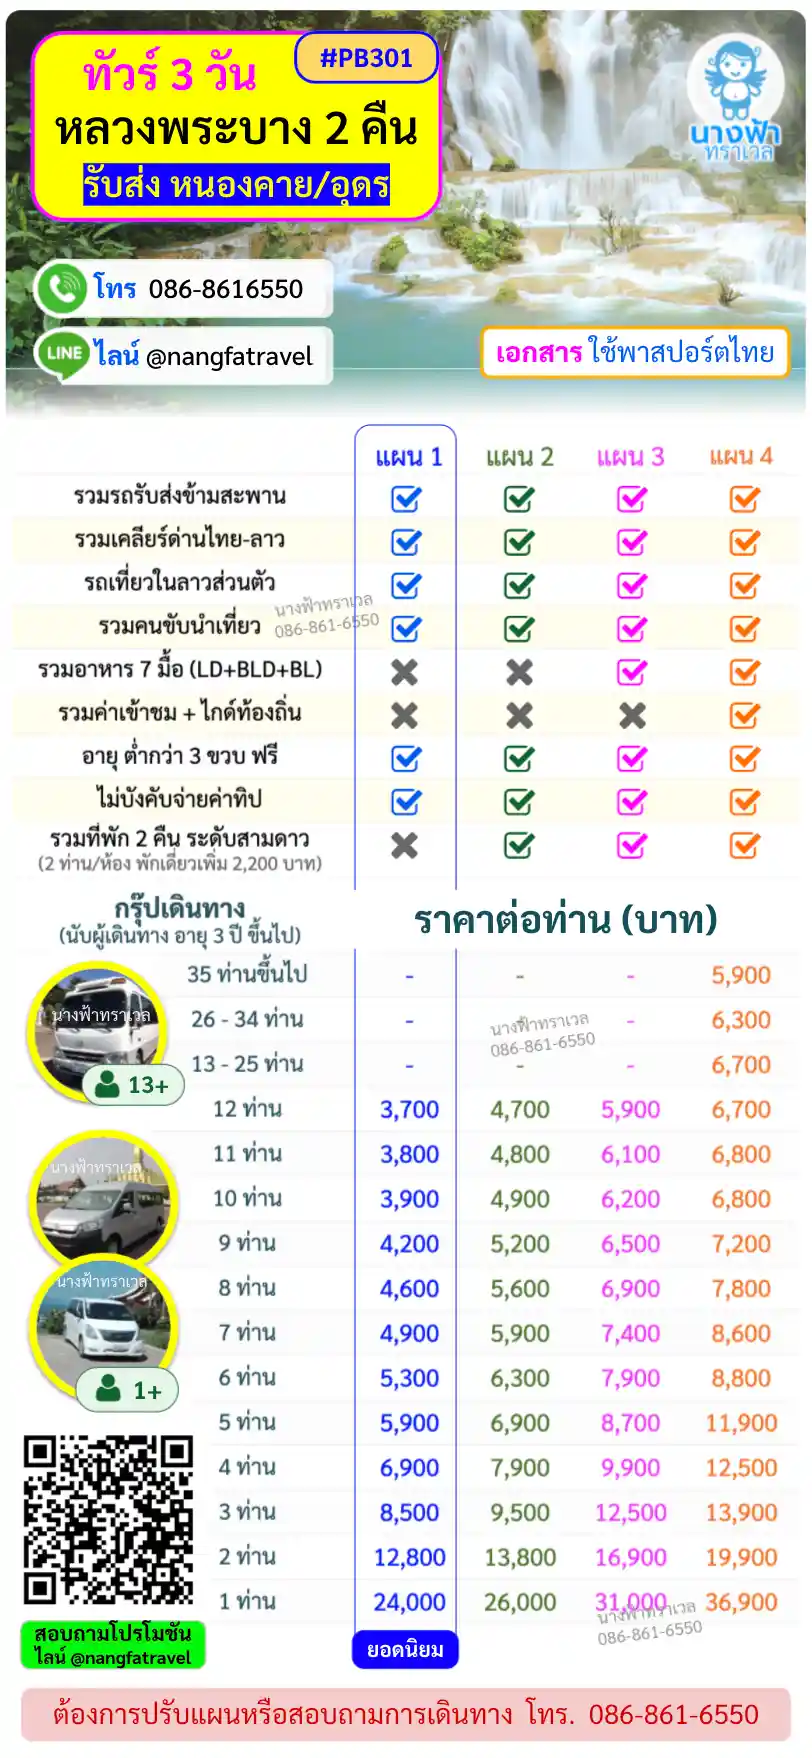 ทัวร์ 3 วัน
#PB301
หลวงพระบาง 2 คืน
รับส่ง หนองคาย/อุดร
นางฟ้า
ทราเวล
โทร 086-8616550
LINE ไลน์ @nangfatravel
เอกสาร ใช้พาสปอร์ตไทย
แผน 1 แผน 2 แผน 3 แผน 4
รวมรถรับส่งข้ามสะพาน
รวมเคลียร์ด่านไทย-ลาว
รถเที่ยวในลาวส่วนตัว
นางฟ้าทราเวล
086-861-6550
รวมคนขับนำเที่ยว
รวมอาหาร 7 มื้อ (LD+BLD+BL)
รวมค่าเข้าชม + ไกด์ท้องถิ่น
อายุ ต่ำกว่า 3 ขวบ ฟรี
ไม่บังคับจ่ายค่าทิป
รวมที่พัก 2 คืน ระดับสามดาว
(2 ท่าน/ห้อง พักเดี่ยวเพิ่ม 2,200 บาท)
กรุ๊ปเดินทาง
(นับผู้เดินทาง อายุ 3 ปี ขึ้นไป)
ราคาต่อท่าน (บาท)
35 ท่านขึ้นไป - - - 5,900
26 - 34 ท่าน - - - 6,300
13 - 25 ท่าน - - - 6,700
นางฟ้าทราเวล
086-861-6550
นางฟ้าทราเวล
13+
12 ท่าน 3,700 4,700 5,900 6,700
11 ท่าน 3,800 4,800 6,100 6,800
10 ท่าน 3,900 4,900 6,200 6,800
9 ท่าน 4,200 5,200 6,500 7,200
8 ท่าน 4,600 5,600 6,900 7,800
7 ท่าน 4,900 5,900 7,400 8,600
6 ท่าน 5,300 6,300 7,900 8,800
5 ท่าน 5,900 6,900 8,700 11,900
4 ท่าน 6,900 7,900 9,900 12,500
3 ท่าน 8,500 9,500 12,500 13,900
2 ท่าน 12,800 13,800 16,900 19,900
1 ท่าน 24,000 26,000 31,000 36,900
นางฟ้าทราเวล
นางฟ้าทราเวล
1+
นางฟ้าทราเวล
086-861-6550
สอบถามโปรโมชัน
ไลน์ @nangfatravel
ยอดนิยม
ต้องการปรับแผนหรือสอบถามการเดินทาง โทร. 086-861-6550